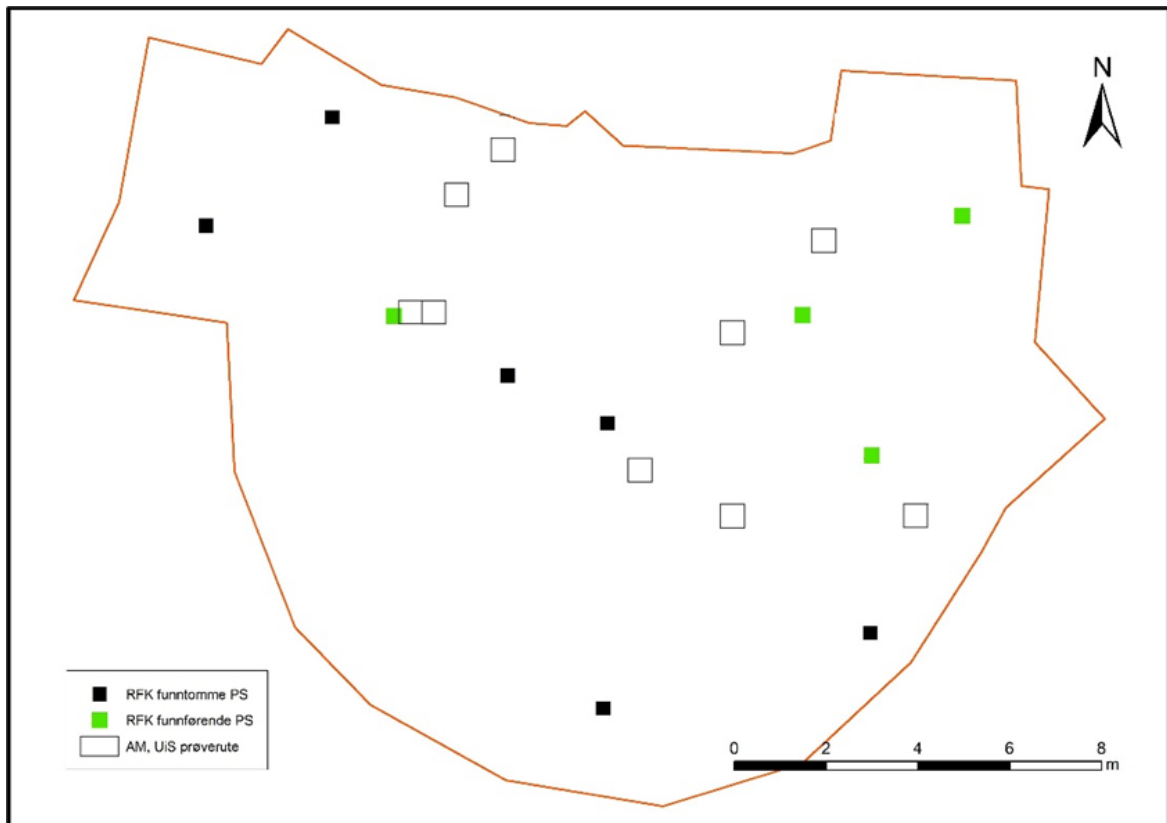 N
RFK funntomme PS
RFK funnførende PS
AM, UiS prøverute
0 2 4 6 8
m